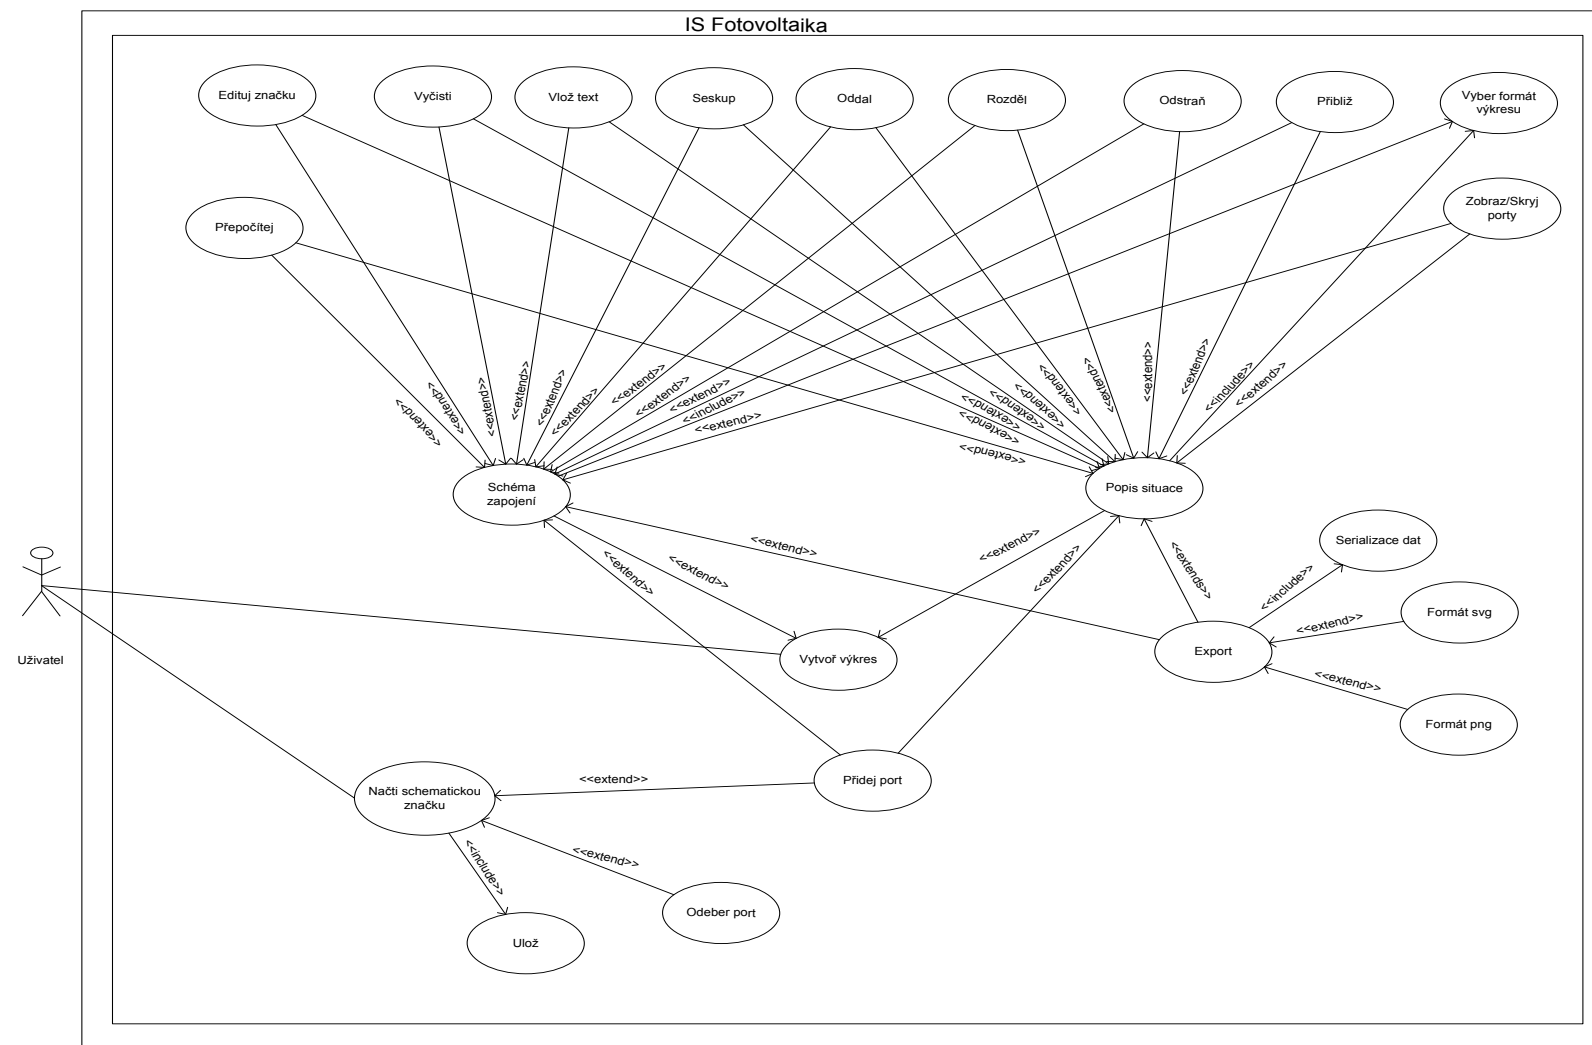 IS Fotovoltaika
Edituj značku
Vyčisti
Vlož text
Seskup
Oddal
Rozděl
Odstraň
Přibliž
Vyber formát
výkresu
Přepočítej
Zobraz/Skryj
porty
<<extend>>
<<extend>>
<<extend>>
<<extend>>
<<extend>>
<<extend>>
<<extend>>
<<extend>>
<<extend>>
<<include>>
<<extend>>
<<extend>>
<<extend>>
<<extend>>
<<extend>>
<<extend>>
<<extend>>
<<extend>>
<<extend>>
<<extend>>
<<include>>
<<extend>>
Schéma
zapojení
Popis situace
<<extend>>
<<extend>>
<<extend>>
<<extend>>
<<extend>>
<<extends>>
Serializace dat
<<include>>
Formát svg
<<extend>>
Export
<<extend>>
Formát png
Uživatel
Vytvoř výkres
Přidej port
<<extend>>
Načti schematickou
značku
<<include>>
<<extend>>
Odeber port
Ulož